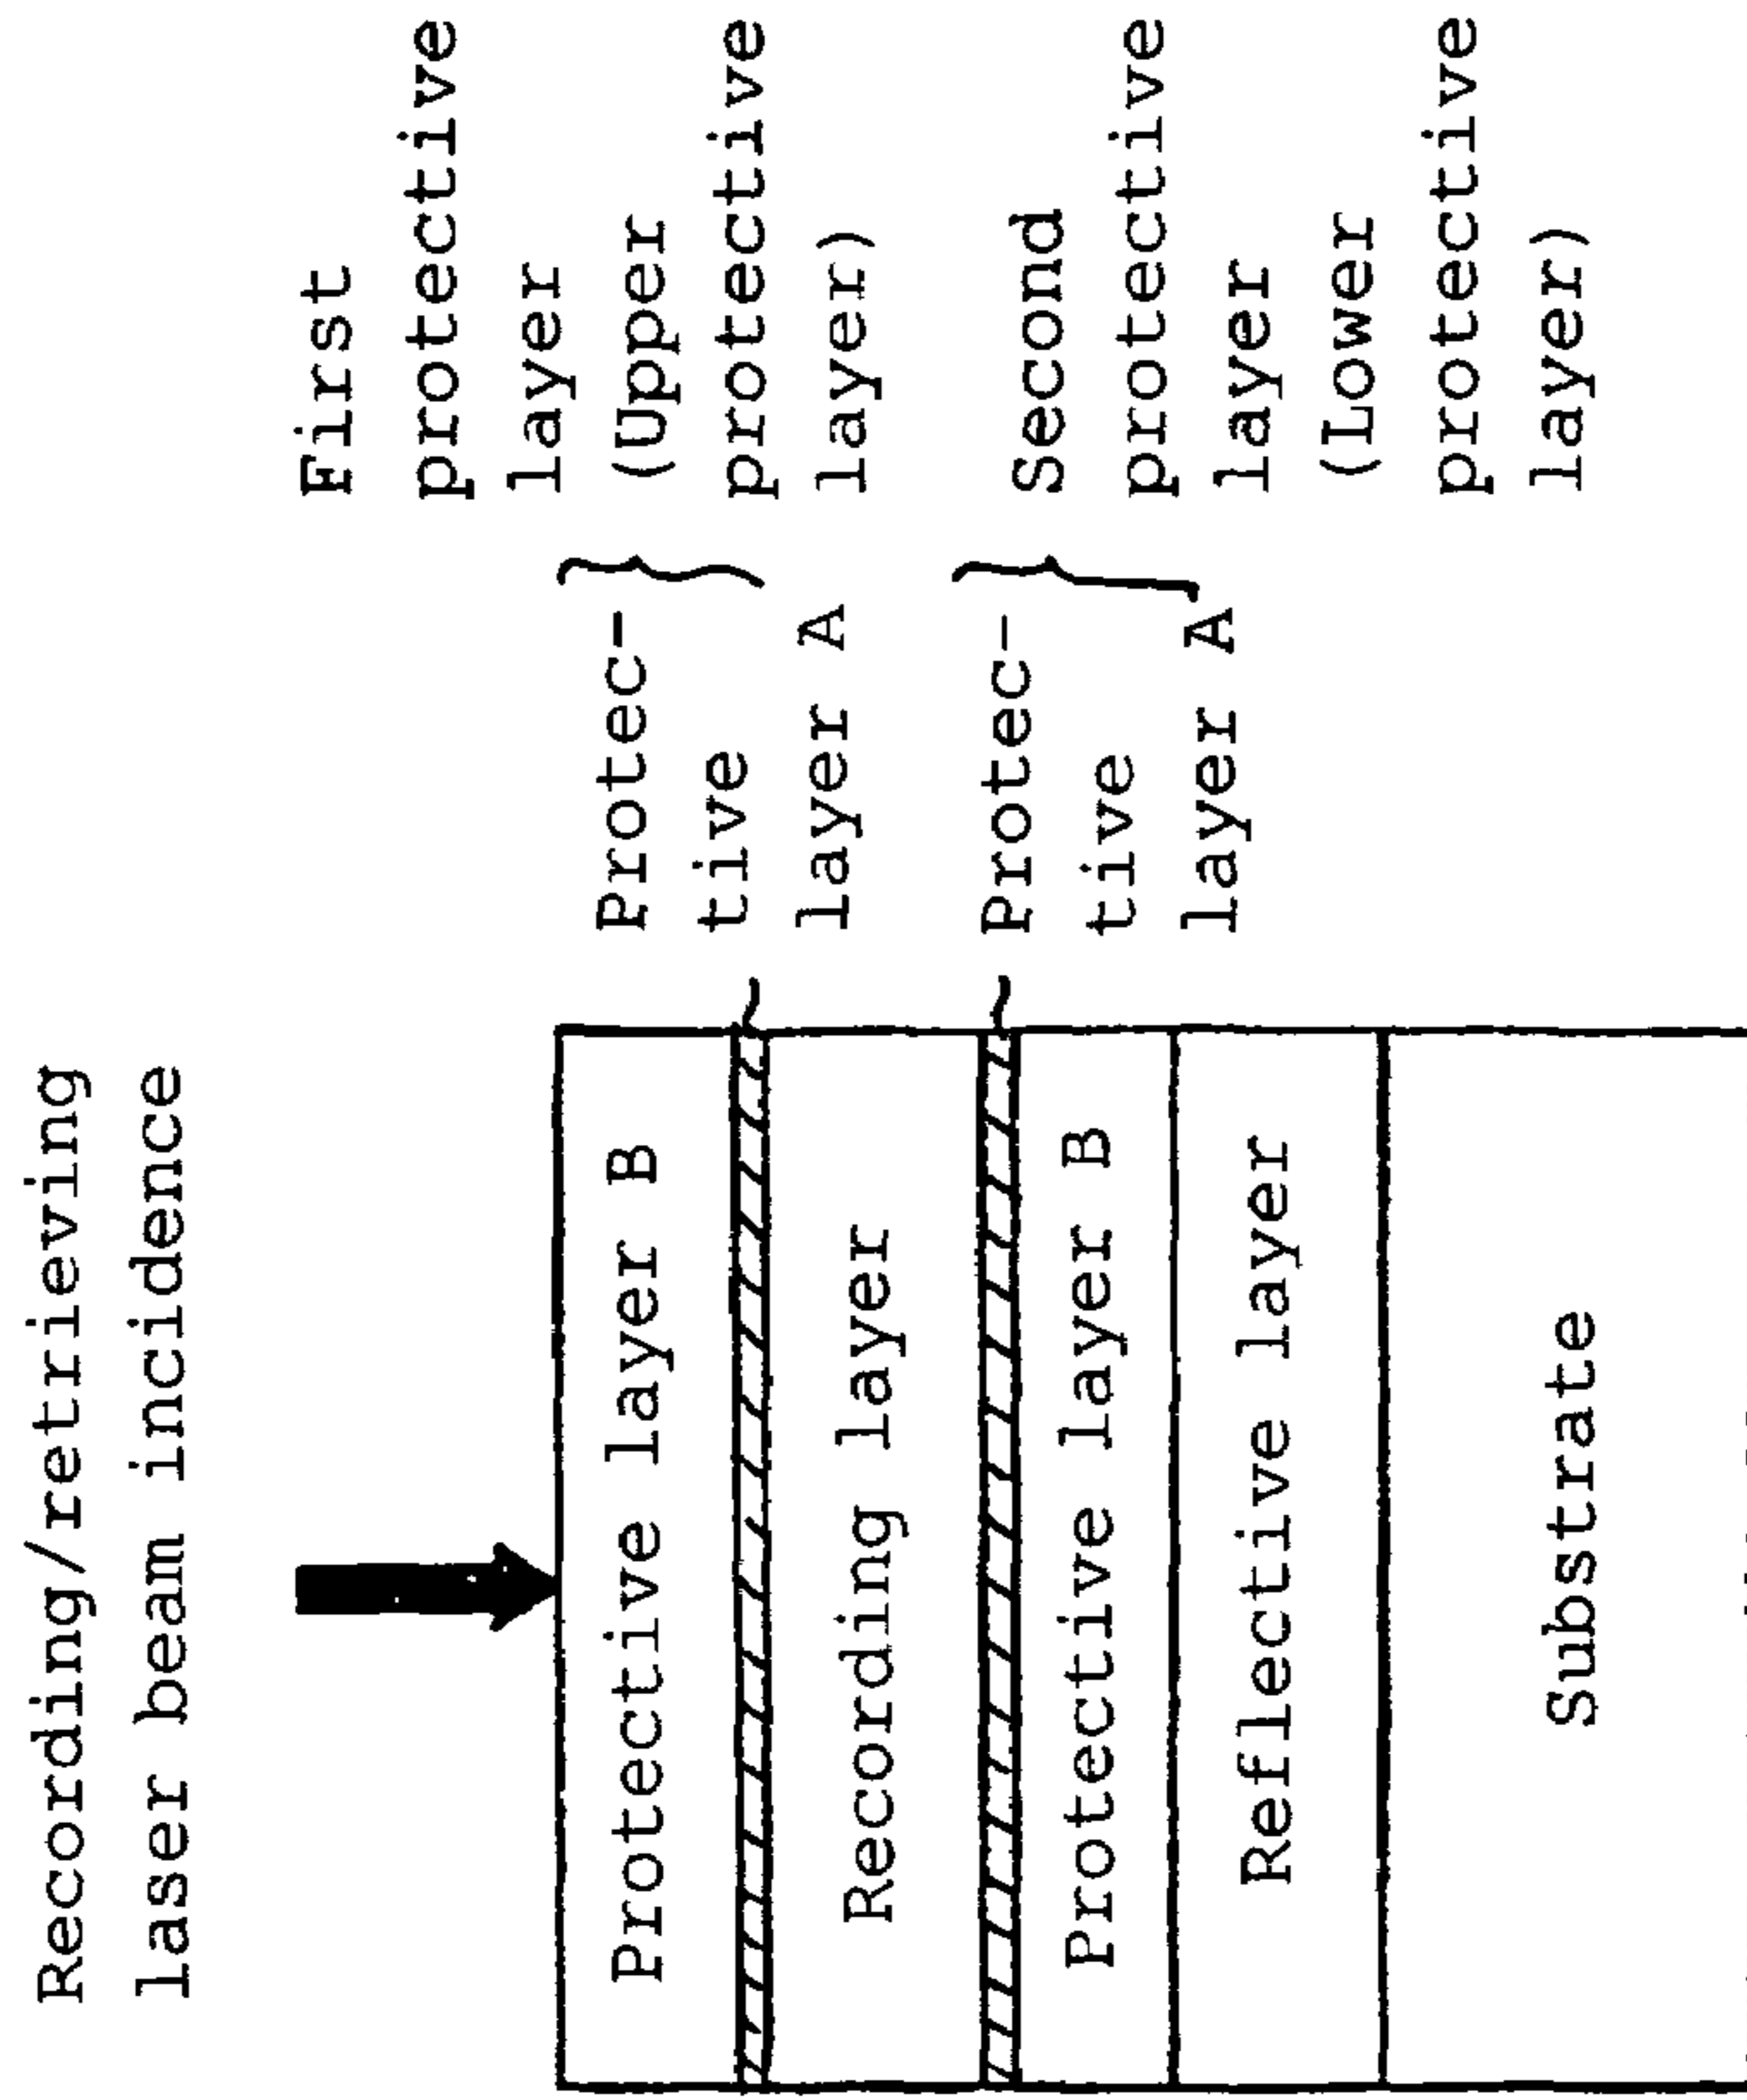 Recording/retrieving
laser beam incidence
Protective layer B
Recording layer
Protective layer B
Reflective layer
Substrate
Protec-
tive
layer A
Protec-
tive
layer A
First
protective
layer
(Upper
protective
layer)
Second
protective
layer
(Lower
protective
layer)